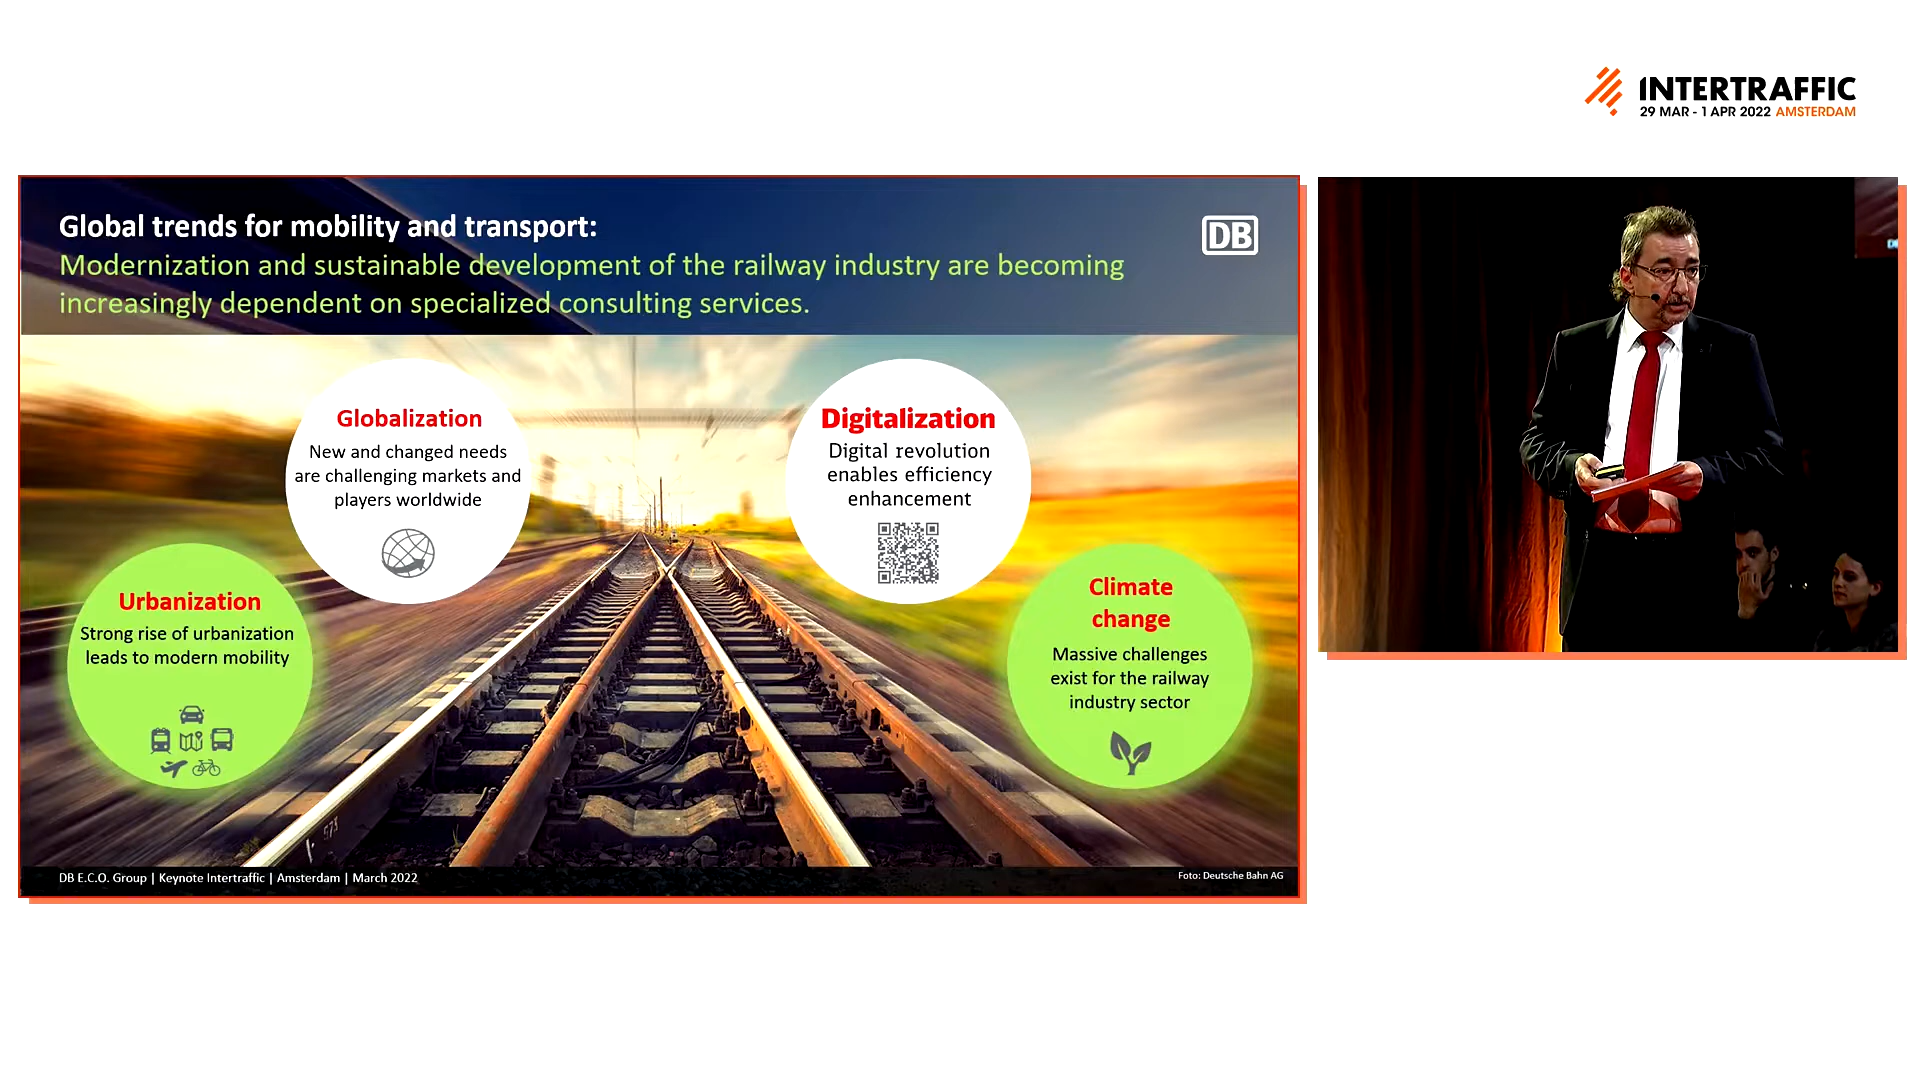 INTERTRAFFIC
29 MAR - 1 APR 2022 AMSTERDAM
Global trends for mobility and transport:
Modernization and sustainable development of the railway industry are becoming
increasingly dependent on specialized consulting services.
DB
Globalization
New and changed needs
are challenging markets and
players worldwide
Digitalization
Digital revolution
enables efficiency
enhancement
Urbanization
Strong rise of urbanization
leads to modern mobility
Climate
change
Massive challenges
exist for the railway
industry sector
DB E.C.O. Group | Keynote Intertraffic | Amsterdam | March 2022
Foto: Deutsche Bahn AG